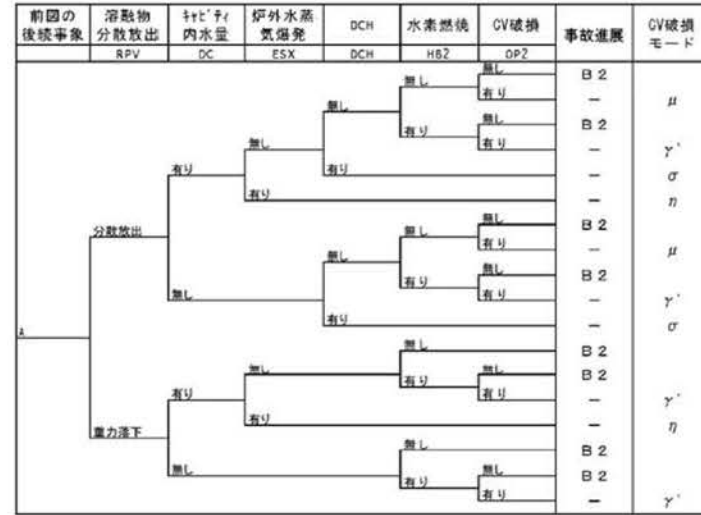 前図の 溶融物 ｷｬﾋﾞﾃｨ 炉外水蒸 DCH 水素燃焼 CV破損 事故進展 CV破損
後続事象 分散放出 内水量 気爆発 モード
RPV DC ESX DCH HB2 OP2
無し B2
無し
有り － μ
無し
無し B2
有り
有り － γ'
無し
有り 有り － σ
有り － η
分散放出
無し B2
無し
有り － μ
無し
無し B2
有り
有り － γ'
無し
有り － σ
A
無し B2
無し 無し B2
有り 有り
有り － γ'
有り － η
重力落下
無し B2
無し 無し B2
有り
有り － γ'